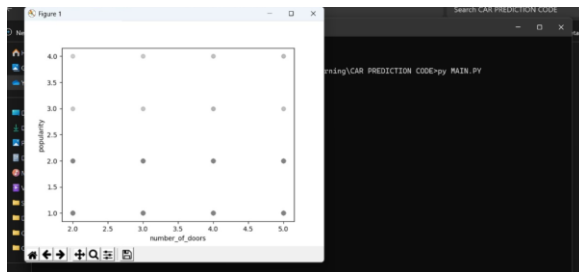 Figure 1
Search CAR PREDICTION CODE
rning\CAR PREDICTION CODE>py MAIN.PY
4.0
3.5
3.0
2.5
2.0
1.5
1.0
popularity
2.0 2.5 3.0 3.5 4.0 4.5 5.0
number_of_doors